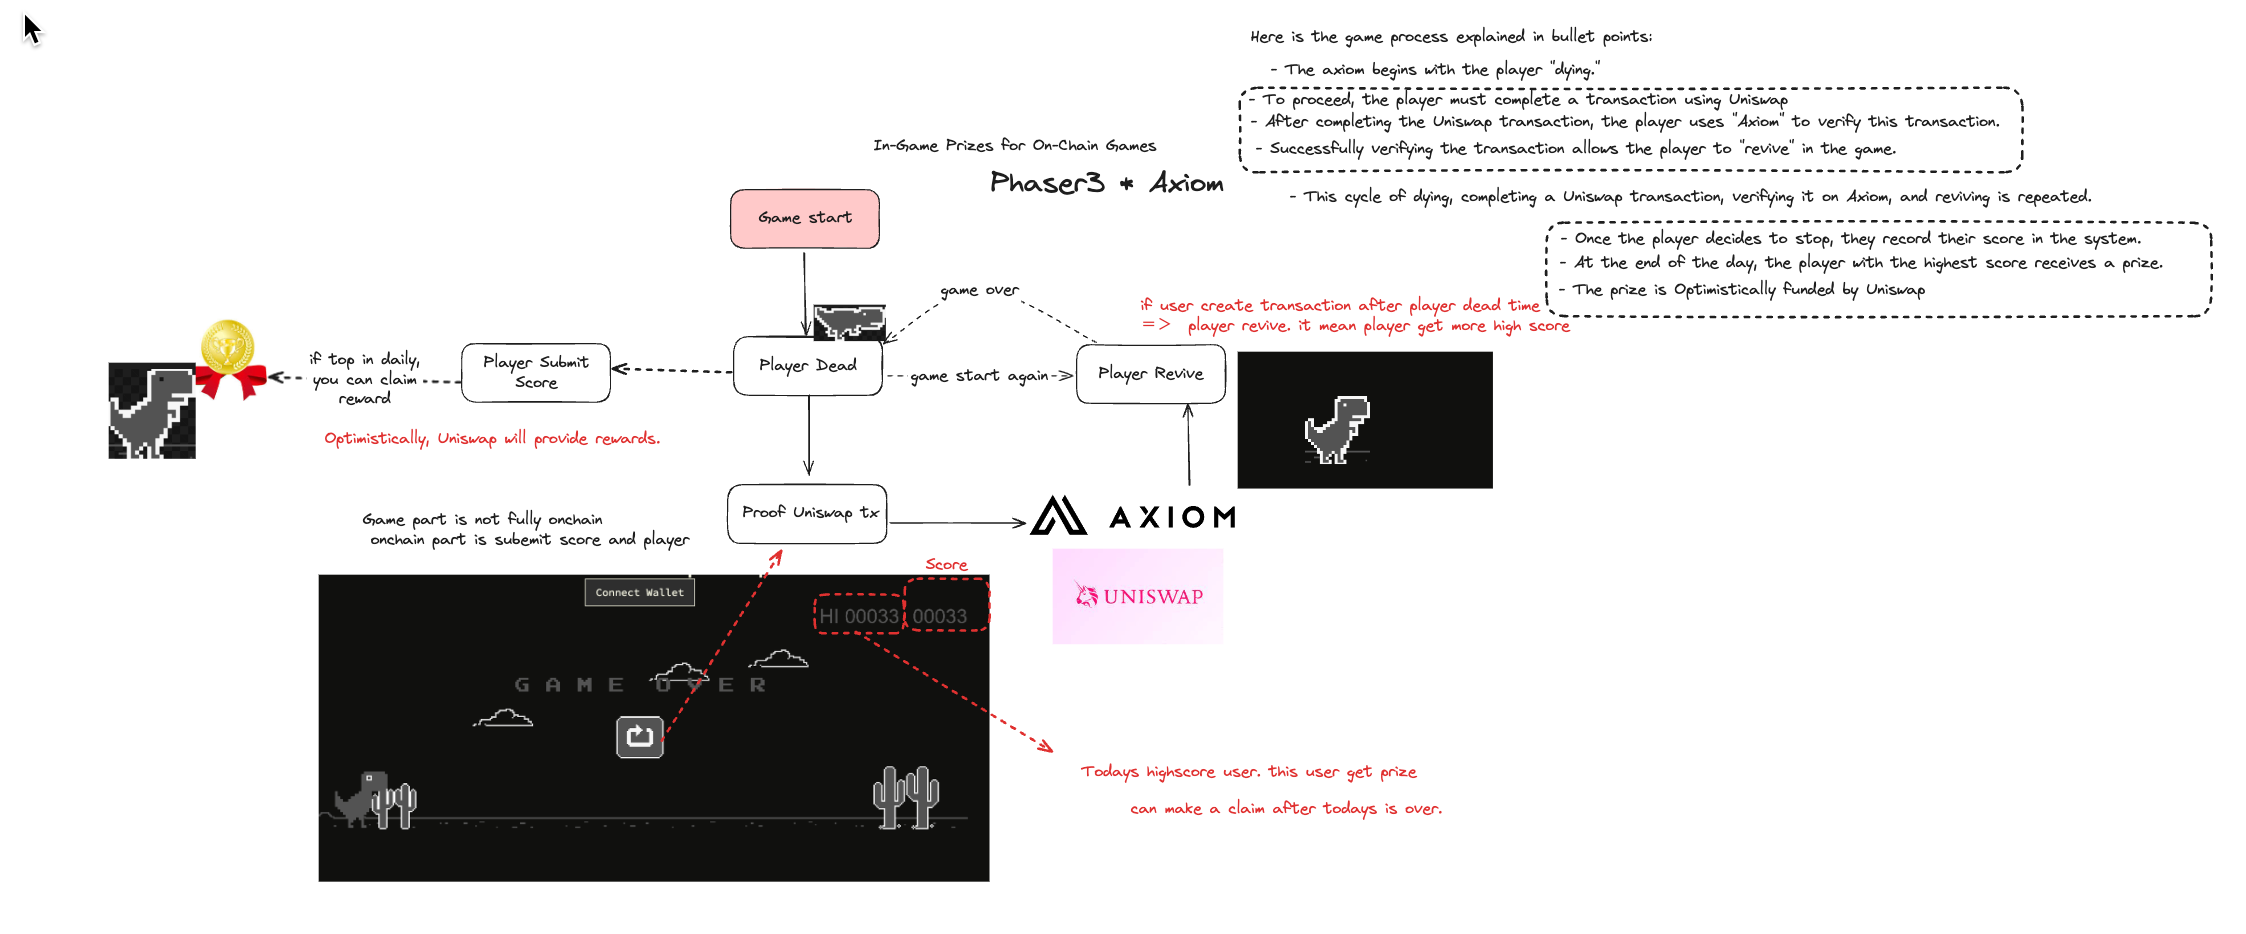 Here is the game process explained in bullet points:
- The axiom begins with the player "dying."
- To proceed, the player must complete a transaction using Uniswap
- After completing the Uniswap transaction, the player uses "Axiom" to verify this transaction.
- Successfully verifying the transaction allows the player to "revive" in the game.
- This cycle of dying, completing a Uniswap transaction, verifying it on Axiom, and reviving is repeated.
- Once the player decides to stop, they record their score in the system.
- At the end of the day, the player with the highest score receives a prize.
- The prize is Optimistically funded by Uniswap
In-Game Prizes for On-Chain Games
Phaser3 * Axiom
Game start
game over
if user create transaction after player dead time
=> player revive. it mean player get more high score
if top in daily,
you can claim
reward
Player Submit
Score
Player Dead
game start again
Player Revive
Optimistically, Uniswap will provide rewards.
Game part is not fully onchain
onchain part is subemit score and player
Proof Uniswap tx
AXIOM
UNISWAP
Score
Connect Wallet
HI 00033 00033
GAME OVER
Todays highscore user. this user get prize
can make a claim after todays is over.